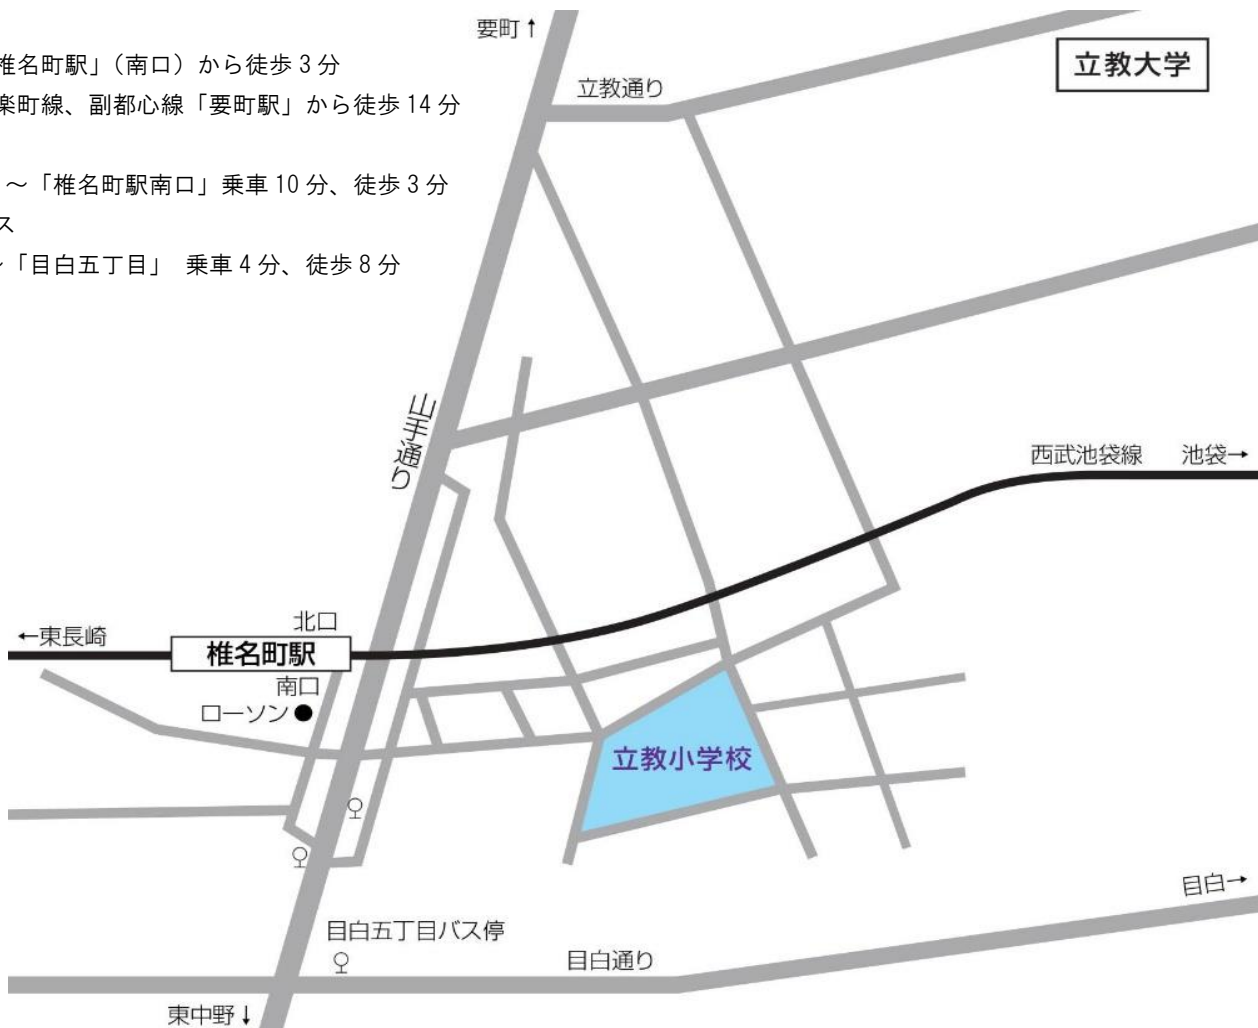 要町↑
椎名町駅」(南口) から徒歩 3 分
楽町線、副都心線「要町駅」から徒歩 14 分
～「椎名町駅南口」乗車 10 分、徒歩 3 分
ス
「目白五丁目」 乗車 4 分、徒歩 8 分
立教大学
立教通り
山手通り
西武池袋線 池袋→
←東長崎
北口
椎名町駅
南口
ローソン●
立教小学校
目白→
目白五丁目バス停
目白通り
東中野↓